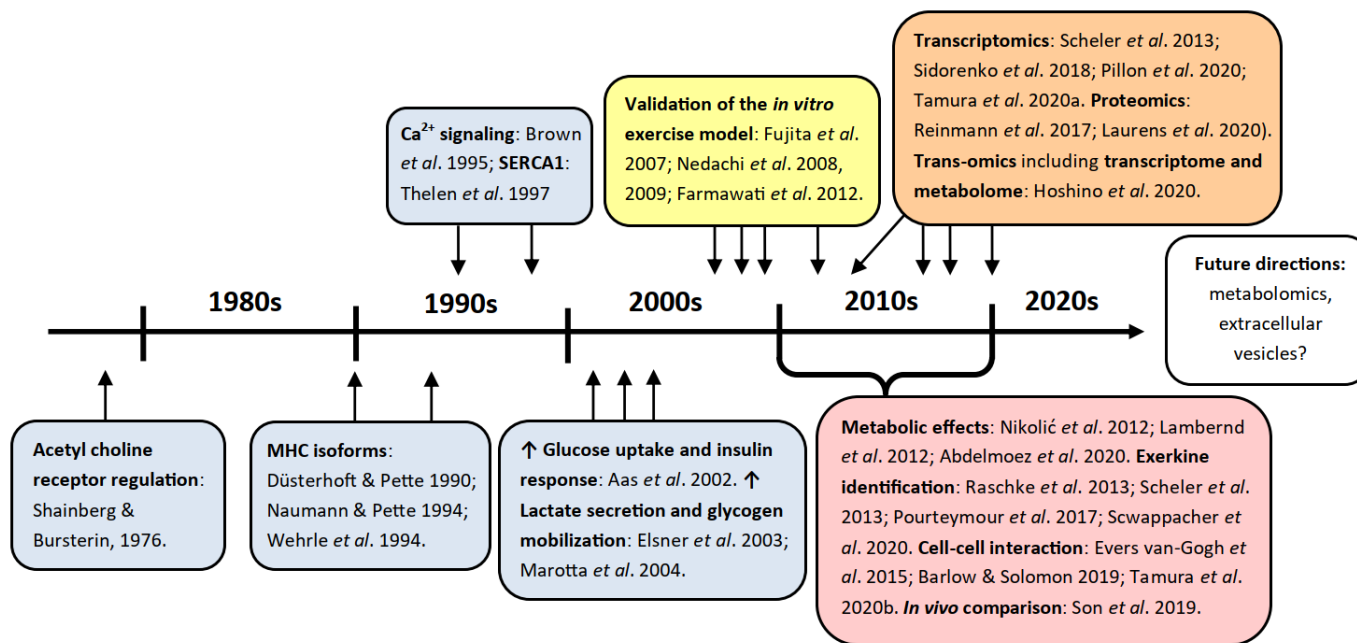 Transcriptomics: Scheler et al. 2013;
Sidorenko et al. 2018; Pillon et al. 2020;
Tamura et al. 2020a. Proteomics:
Reinmann et al. 2017; Laurens et al. 2020).
Trans-omics including transcriptome and
metabolome: Hoshino et al. 2020.
Validation of the in vitro
exercise model: Fujita et al.
2007; Nedachi et al. 2008,
2009; Farmawati et al. 2012.
Ca²⁺ signaling: Brown
et al. 1995; SERCA1:
Thelen et al. 1997
Future directions:
metabolomics,
extracellular
vesicles?
1980s 1990s 2000s 2010s 2020s
Acetyl choline
receptor regulation:
Shainberg &
Bursterin, 1976.
MHC isoforms:
Düsterhoft & Pette 1990;
Naumann & Pette 1994;
Wehrle et al. 1994.
↑ Glucose uptake and insulin
response: Aas et al. 2002. ↑
Lactate secretion and glycogen
mobilization: Elsner et al. 2003;
Marotta et al. 2004.
Metabolic effects: Nikolić et al. 2012; Lambernd
et al. 2012; Abdelmoez et al. 2020. Exerkine
identification: Raschke et al. 2013; Scheler et al.
2013; Pourteymour et al. 2017; Scwappacher et
al. 2020. Cell-cell interaction: Evers van-Gogh et
al. 2015; Barlow & Solomon 2019; Tamura et al.
2020b. In vivo comparison: Son et al. 2019.